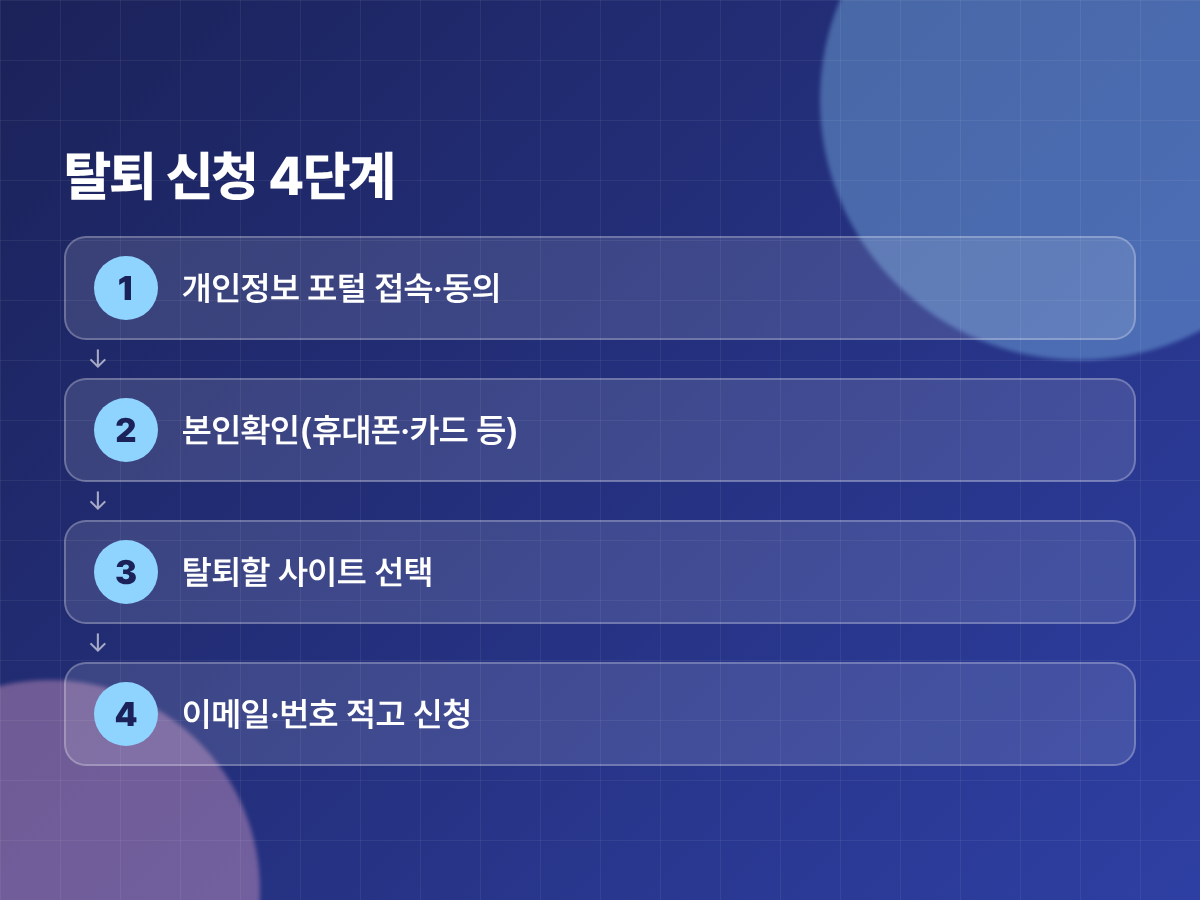 탈퇴 신청 4단계
1 개인정보 포털 접속·동의
↓
2 본인확인(휴대폰·카드 등)
↓
3 탈퇴할 사이트 선택
↓
4 이메일·번호 적고 신청